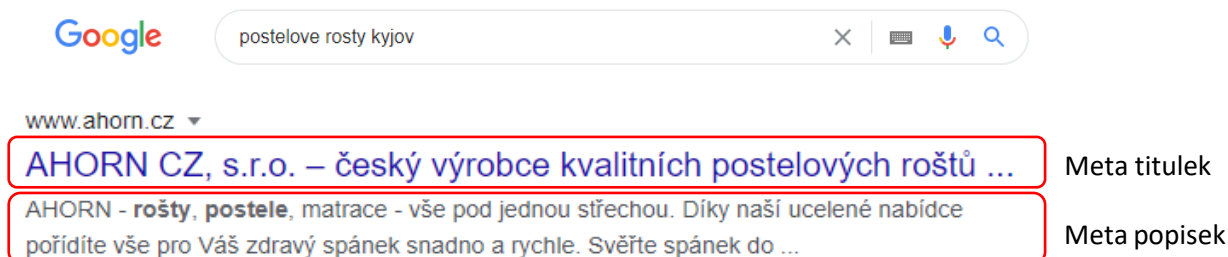 Google postelove rosty kyjov
www.ahorn.cz
AHORN CZ, s.r.o. – český výrobce kvalitních postelových roštů ... Meta titulek
AHORN - rošty, postele, matrace - vše pod jednou střechou. Díky naší ucelené nabídce
pořídíte vše pro Váš zdravý spánek snadno a rychle. Svěřte spánek do ... Meta popisek